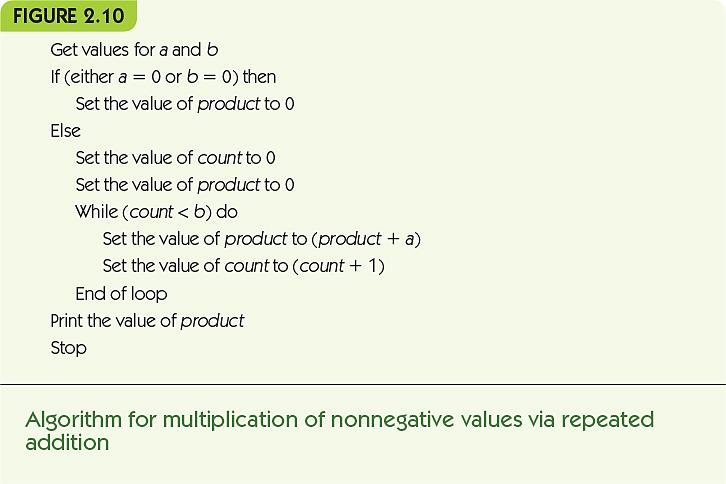 FIGURE 2.10
Get values for a and b
If (either a = 0 or b = 0) then
Set the value of product to 0
Else
Set the value of count to 0
Set the value of product to 0
While (count < b) do
Set the value of product to (product + a)
Set the value of count to (count + 1)
End of loop
Print the value of product
Stop
Algorithm for multiplication of nonnegative values via repeated
addition